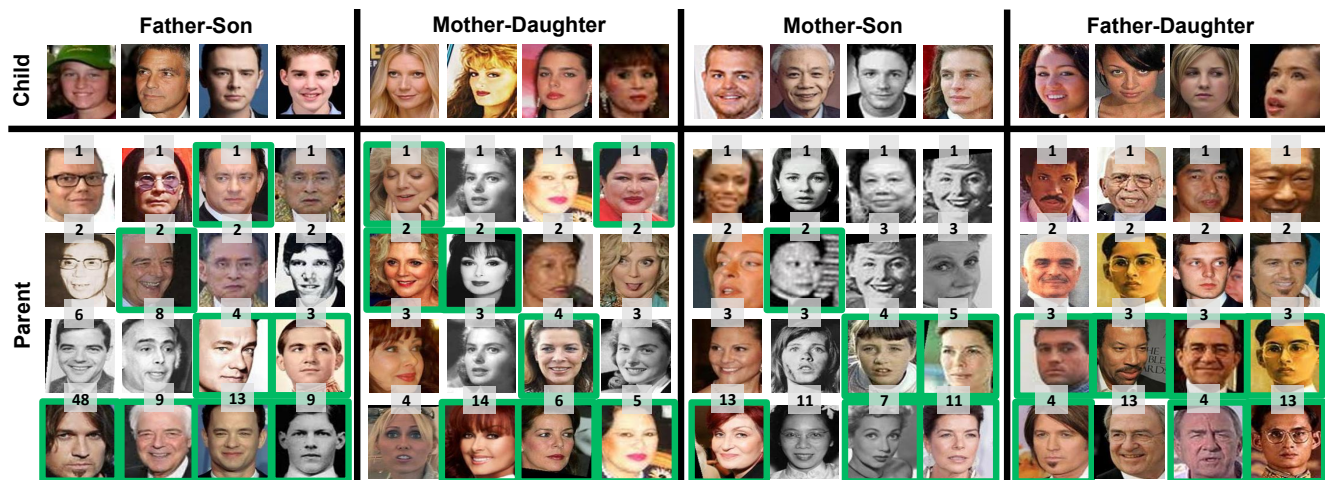 Father-Son Mother-Daughter Mother-Son Father-Daughter
Child
Parent
1 1 1 1 1 1 1 1 1 1 1 1 1 1 1 1
2 2 2 2 2 2 2 2 2 2 3 3 2 2 2 2
6 8 4 3 3 3 4 3 3 3 4 5 3 3 3 3
48 9 13 9 4 14 6 5 13 11 7 11 4 13 4 13
THE